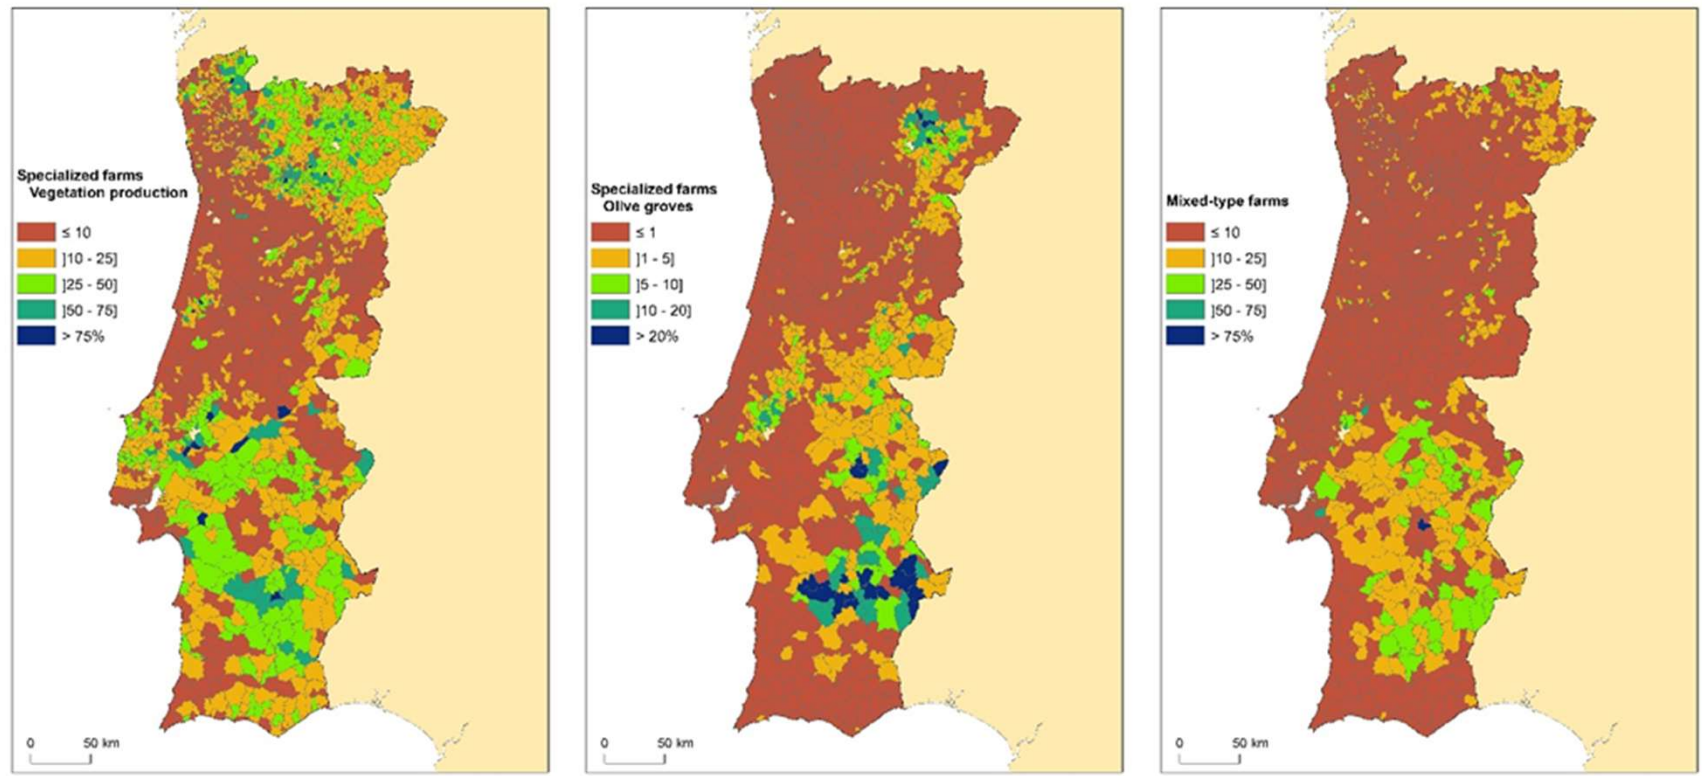 Specialized farms
Vegetation production
≤ 10
]10 - 25]
]25 - 50]
]50 - 75]
> 75%
0 50 km
Specialized farms
Olive groves
≤ 1
]1 - 5]
]5 - 10]
]10 - 20]
> 20%
0 50 km
Mixed-type farms
≤ 10
]10 - 25]
]25 - 50]
]50 - 75]
> 75%
0 50 km